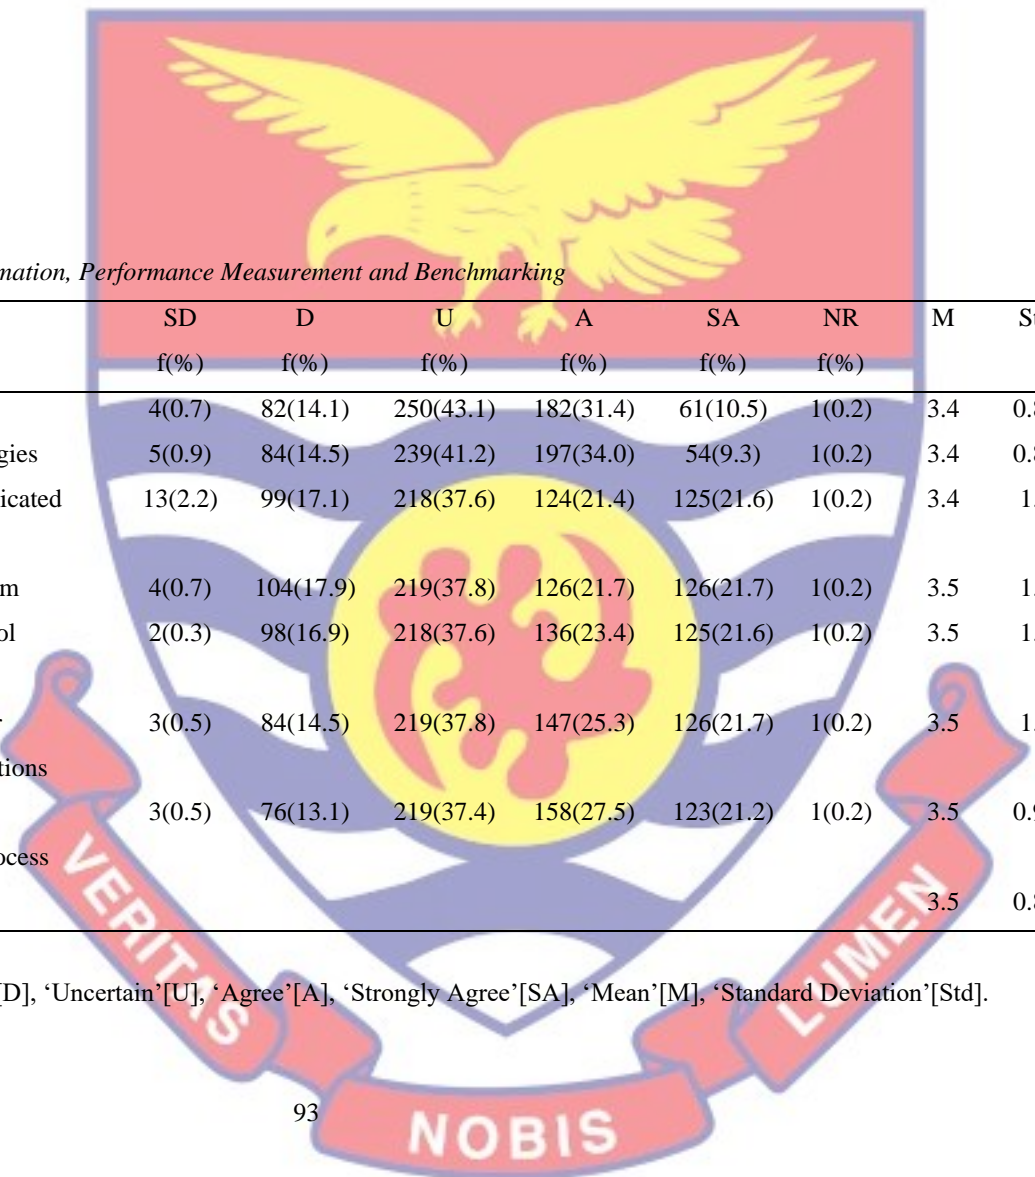 mation, Performance Measurement and Benchmarking
SD D U A SA NR M S
f(%) f(%) f(%) f(%) f(%) f(%)
4(0.7) 82(14.1) 250(43.1) 182(31.4) 61(10.5) 1(0.2) 3.4 0.
gies 5(0.9) 84(14.5) 239(41.2) 197(34.0) 54(9.3) 1(0.2) 3.4 0.
icated 13(2.2) 99(17.1) 218(37.6) 124(21.4) 125(21.6) 1(0.2) 3.4 1
m 4(0.7) 104(17.9) 219(37.8) 126(21.7) 126(21.7) 1(0.2) 3.5 1
ol 2(0.3) 98(16.9) 218(37.6) 136(23.4) 125(21.6) 1(0.2) 3.5 1
3(0.5) 84(14.5) 219(37.8) 147(25.3) 126(21.7) 1(0.2) 3.5 1
tions
3(0.5) 76(13.1) 219(37.4) 158(27.5) 123(21.2) 1(0.2) 3.5 0.
ocess
3.5 0.
[D], ‘Uncertain’[U], ‘Agree’[A], ‘Strongly Agree’[SA], ‘Mean’[M], ‘Standard Deviation’[Std].
93
VERITAS NOBIS LUMEN